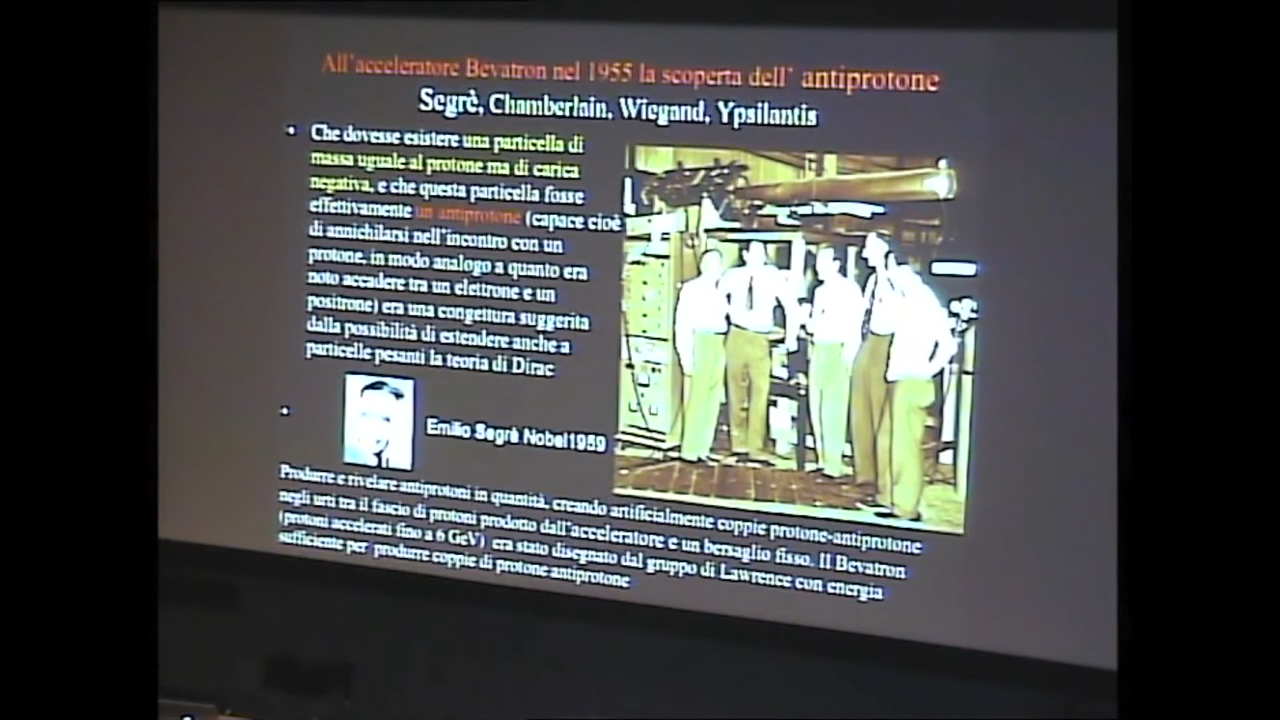 All'acceleratore Bevatron nel 1955 la scoperta dell' antiprotone
Segrè, Chamberlain, Wiegand, Ypsilantis
• Che dovesse esistere una particella di
massa uguale al protone ma di carica
negativa, e che questa particella fosse
effettivamente un antiprotone (capace cioè
di annichilarsi nell'incontro con un
protone, in modo analogo a quanto era
noto accadere tra un elettrone e un
positrone) era una congettura suggerita
dalla possibilità di estendere anche a
particelle pesanti la teoria di Dirac
•
Emilio Segrè Nobel1959
Produrre e rivelare antiprotoni in quantità, creando artificialmente coppie protone-antiprotone
negli urti tra il fascio di protoni prodotto dall'acceleratore e un bersaglio fisso. Il Bevatron
(protoni accelerati fino a 6 GeV) era stato disegnato dal gruppo di Lawrence con energia
sufficiente per produrre coppie di protone antiprotone